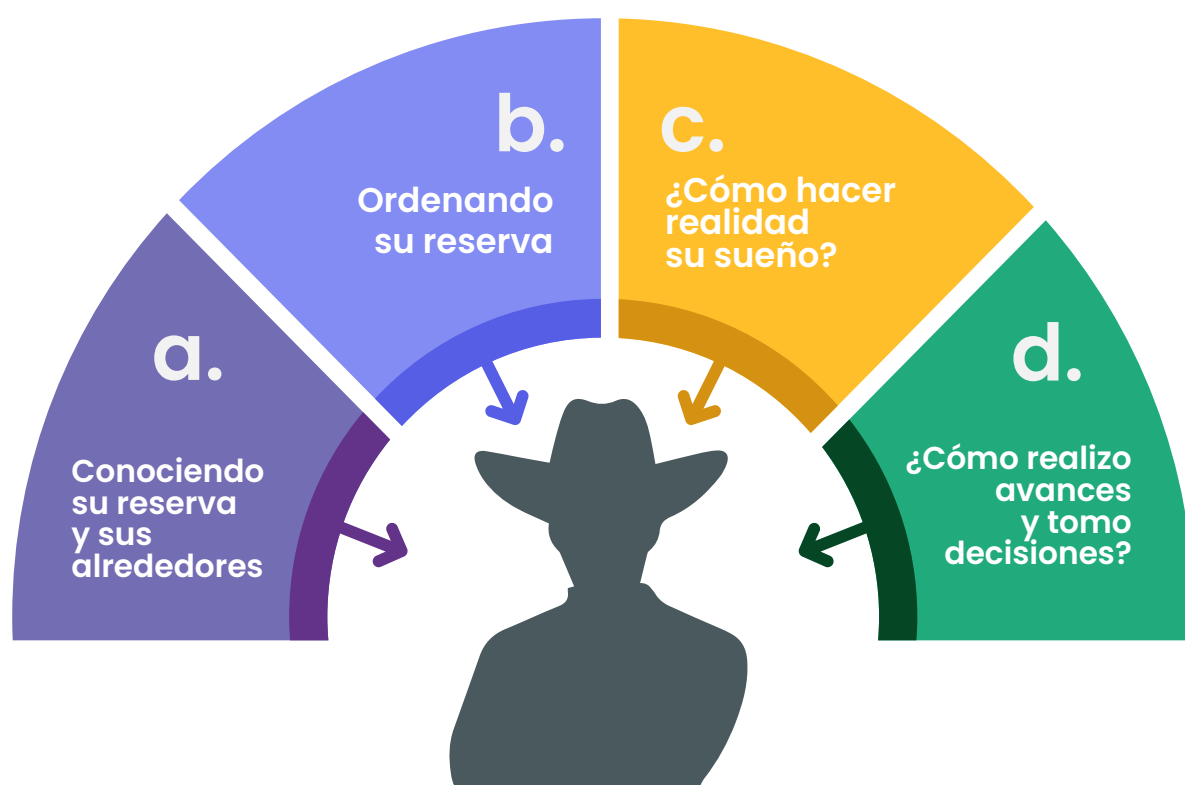 a.
Conociendo
su reserva
y sus
alrededores
b.
Ordenando
su reserva
c.
¿Cómo hacer
realidad
su sueño?
d.
¿Cómo realizo
avances
y tomo
decisiones?